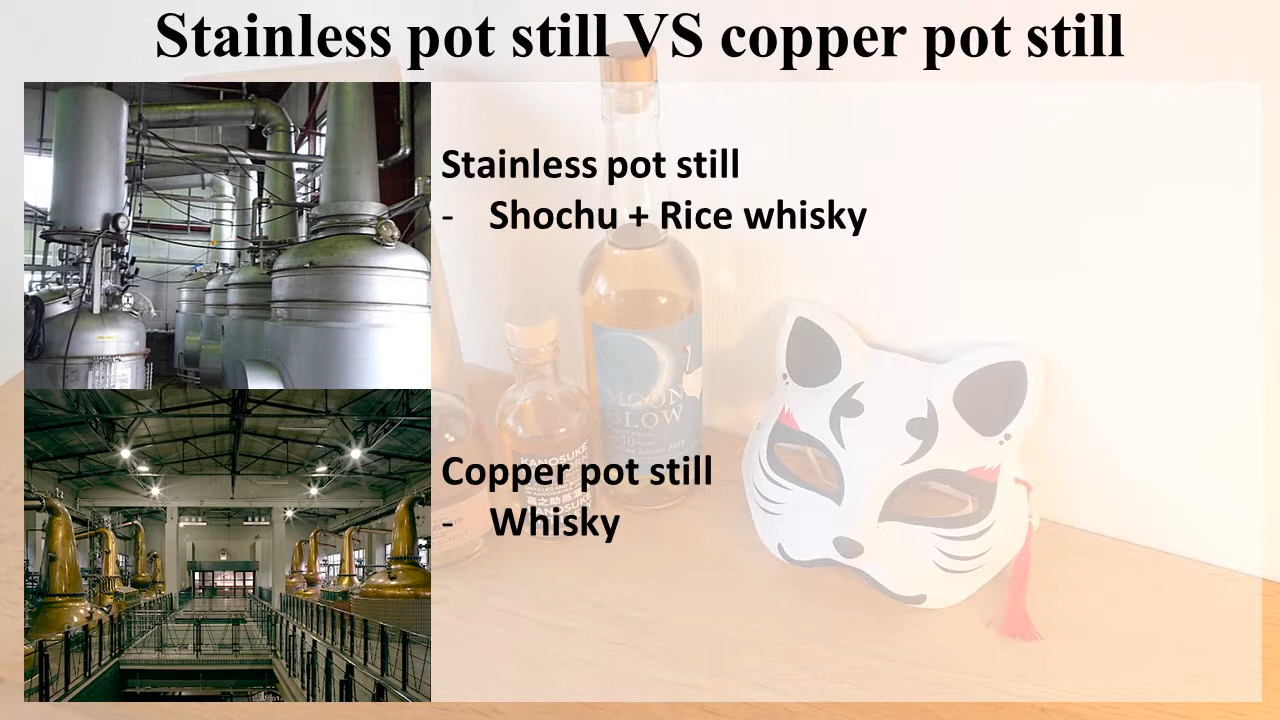 Stainless pot still VS copper pot still
Stainless pot still
- Shochu + Rice whisky
MOON
GLOW
10
KANOSUKE
Copper pot still
- Whisky